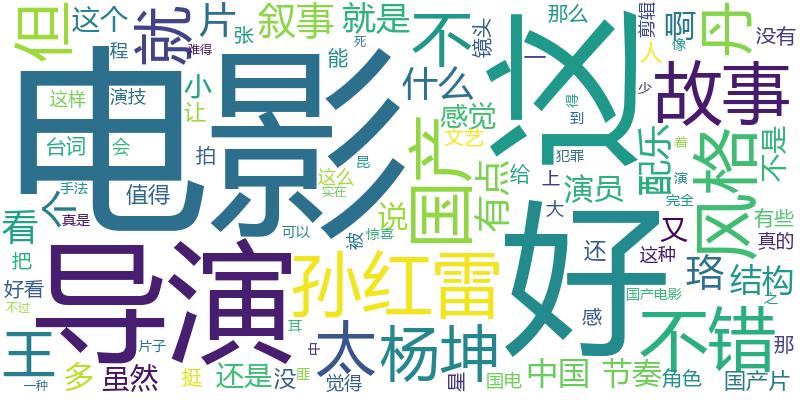 但
这个
就
片
叙事
张
就是
不
镜头
那么
剪辑
啊
丹
没有
电影
这
程
难得
能
死
一
人
像
这样
演技
小
让
什么
感觉
故事
少
台词
会
拍
昆
文艺
得
到
国产
有点
犯罪
配乐
风格
不是
个
手法
值得
这么
实在
给
上
演员
着
演
完全
看
真是
说
好
大
又
有些
真的
把
导演
可以
被
惊喜
孙红雷
还
这种
珞
结构
好看
不过
耳
太
杨坤
感
国产电影
之
不错
王
片子
中
星
那
多
虽然
挺
还是
没
匪
觉得
国电
中国
节奏
角色
国产片
一种